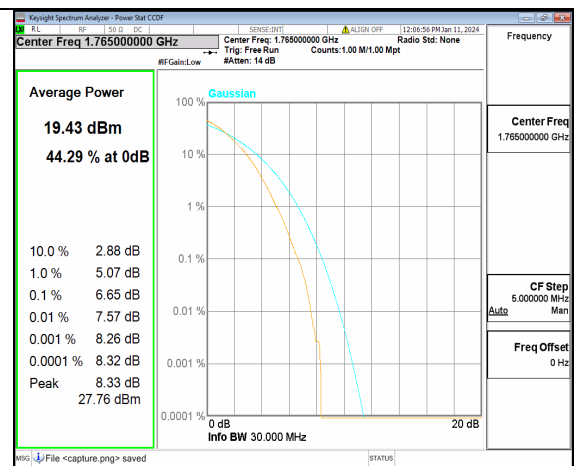 Keysight Spectrum Analyzer - Power Stat CCDF
RL RF 50 Ω DC SENSE:INT ALIGN OFF 12:06:56 PM Jan 11, 2024
Center Freq 1.765000000 GHz
Center Freq: 1.765000000 GHz Radio Std: None
Trig: Free Run Counts:1.00 M/1.00 Mpt
#IFGain:Low #Atten: 14 dB
Frequency
Average Power
19.43 dBm
44.29 % at 0dB
10.0 % 2.88 dB
1.0 % 5.07 dB
0.1 % 6.65 dB
0.01 % 7.57 dB
0.001 % 8.26 dB
0.0001 % 8.32 dB
Peak 8.33 dB
27.76 dBm
Gaussian
100 %
10 %
1 %
0.1 %
0.01 %
0.001 %
0.0001 %
0 dB 20 dB
Info BW 30.000 MHz
Center Freq
1.765000000 GHz
CF Step
5.000000 MHz
Auto Man
Freq Offset
0 Hz
MSG File <capture.png> saved STATUS